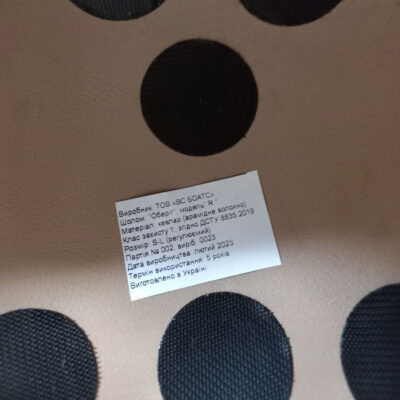 Виробник: ТОВ «ВС БОАТС»
Шолом: "Оберіг", модель" R "
Матеріал: кевлар (арамідне волокно)
Клас захисту 1. згідно ДСТУ 8835:2019
Розмір: S-L (регулюємий)
Партія № 002, виріб. 0023
Дата виробництва: лютий 2023
Термін використання: 5 років
Виготовлено в Україні